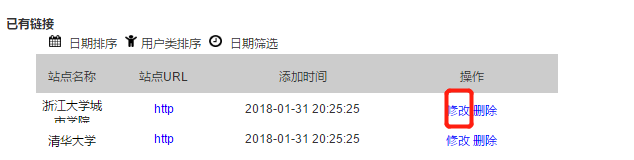 已有链接
日期排序 用户类排序 日期筛选
站点名称 站点URL 添加时间 操作
浙江大学城市学院 http 2018-01-31 20:25:25 修改 删除
清华大学 http 2018-01-31 20:25:25 修改 删除